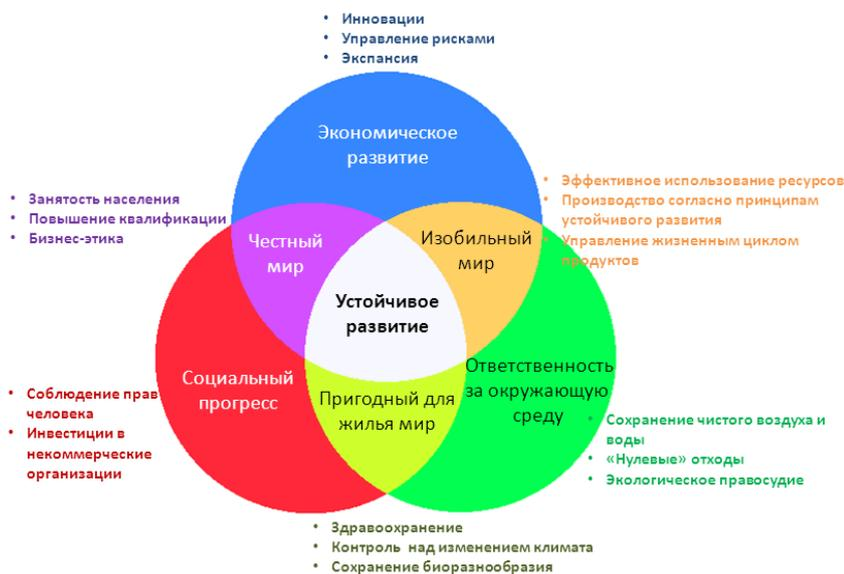 • Инновации
• Управление рисками
• Экспансия
Экономическое
развитие
• Эффективное использование ресурсов
• Производство согласно принципам
устойчивого развития
• Управление жизненным циклом
продуктов
• Занятость населения
• Повышение квалификации
• Бизнес-этика
Честный
мир
Изобильный
мир
Устойчивое
развитие
Социальный
прогресс
Пригодный для
жилья мир
Ответственность
за окружающую
среду
• Соблюдение прав
человека
• Инвестиции в
некоммерческие
организации
• Сохранение чистого воздуха и
воды
• «Нулевые» отходы
• Экологическое правосудие
• Здравоохранение
• Контроль над изменением климата
• Сохранение биоразнообразия